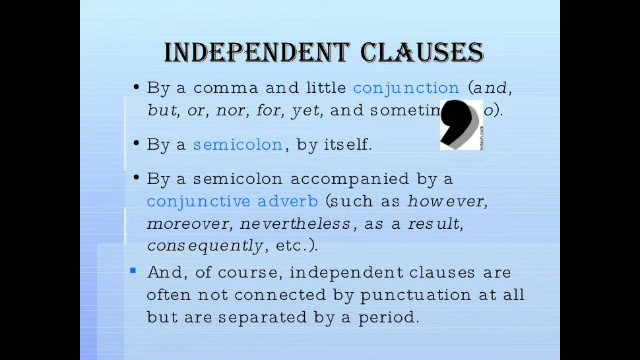 INDEPENDENT CLAUSES
• By a comma and little conjunction (and,
but, or, nor, for, yet, and sometim o).
• By a semicolon, by itself.
• By a semicolon accompanied by a
conjunctive adverb (such as however,
moreover, nevertheless, as a result,
consequently, etc.).
▪ And, of course, independent clauses are
often not connected by punctuation at all
but are separated by a period.